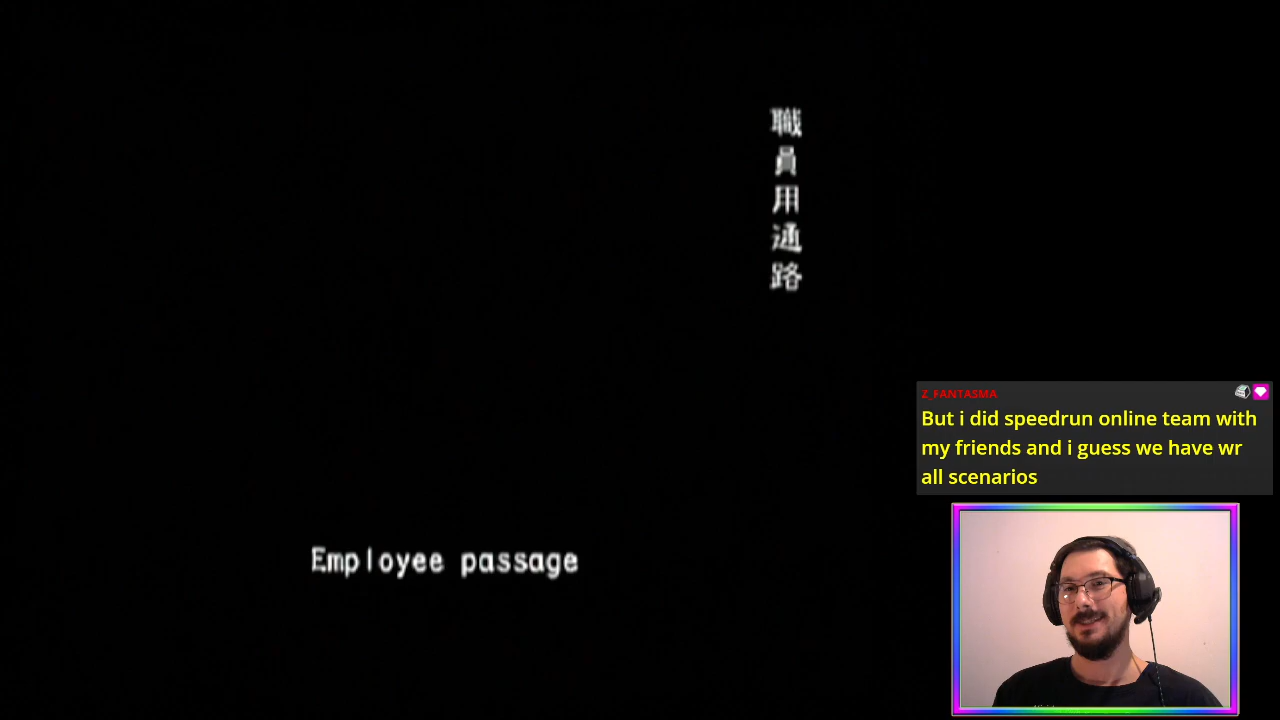 職員用通路
Employee passage
Z_FANTASMA
But i did speedrun online team with
my friends and i guess we have wr
all scenarios